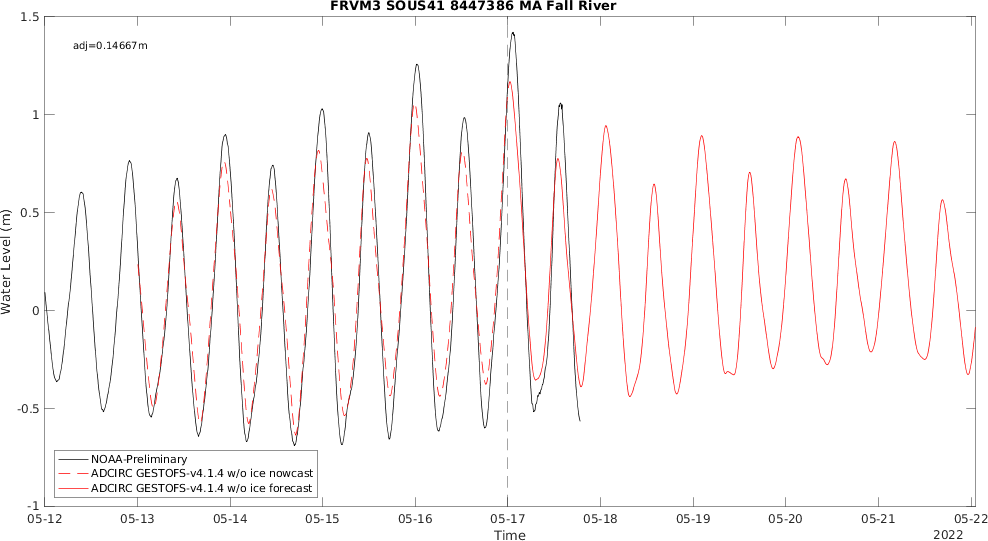 FRVM3 SOUS41 8447386 MA Fall River
adj=0.14667m
Water Level (m)
1.5
1
0.5
0
-0.5
-1
NOAA-Preliminary
ADCIRC GESTOFS-v4.1.4 w/o ice nowcast
ADCIRC GESTOFS-v4.1.4 w/o ice forecast
05-12 05-13 05-14 05-15 05-16 05-17 05-18 05-19 05-20 05-21 05-22
Time
2022